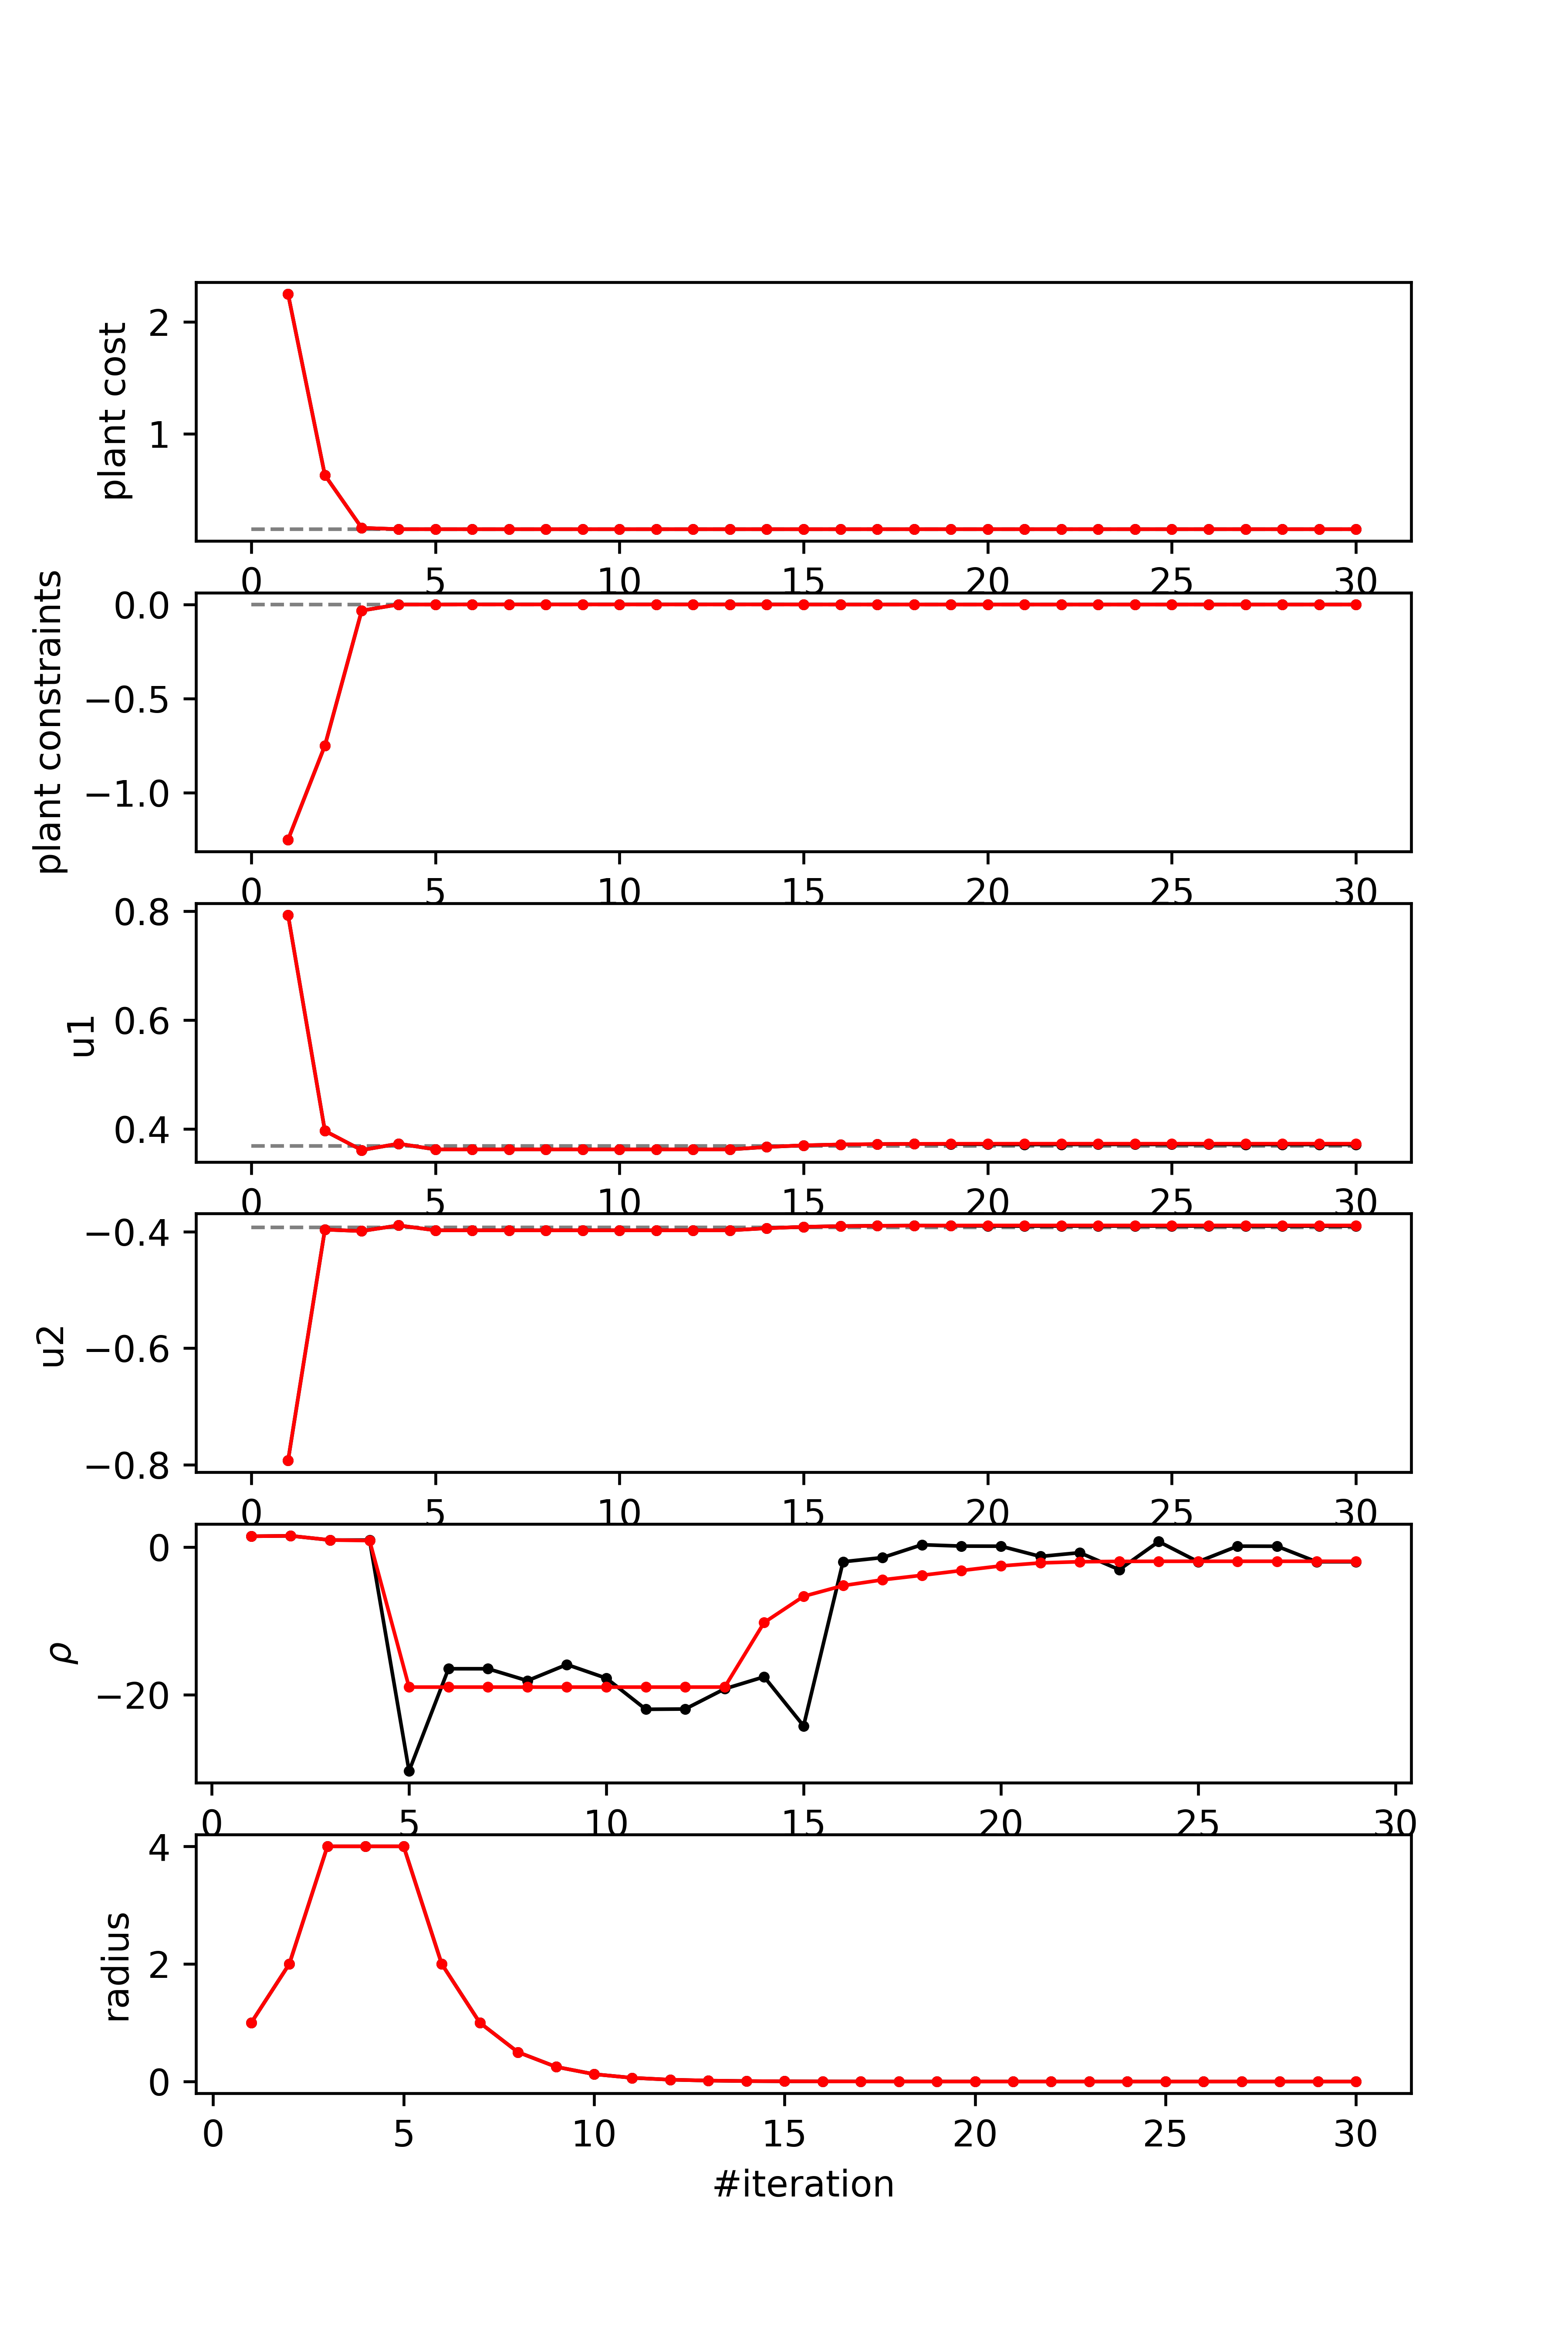 plant cost
2
1
0 5 10 15 20 25 30
plant constraints
0.0
−0.5
−1.0
0 5 10 15 20 25 30
u1
0.8
0.6
0.4
0 5 10 15 20 25 30
u2
−0.4
−0.6
−0.8
0 5 10 15 20 25 30
ρ
0
−20
0 5 10 15 20 25 30
radius
4
2
0
0 5 10 15 20 25 30
#iteration